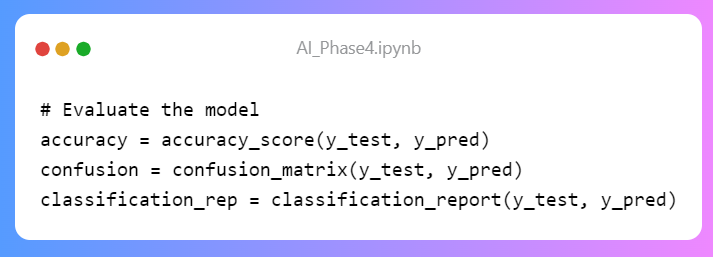 AI_Phase4.ipynb
# Evaluate the model
accuracy = accuracy_score(y_test, y_pred)
confusion = confusion_matrix(y_test, y_pred)
classification_rep = classification_report(y_test, y_pred)